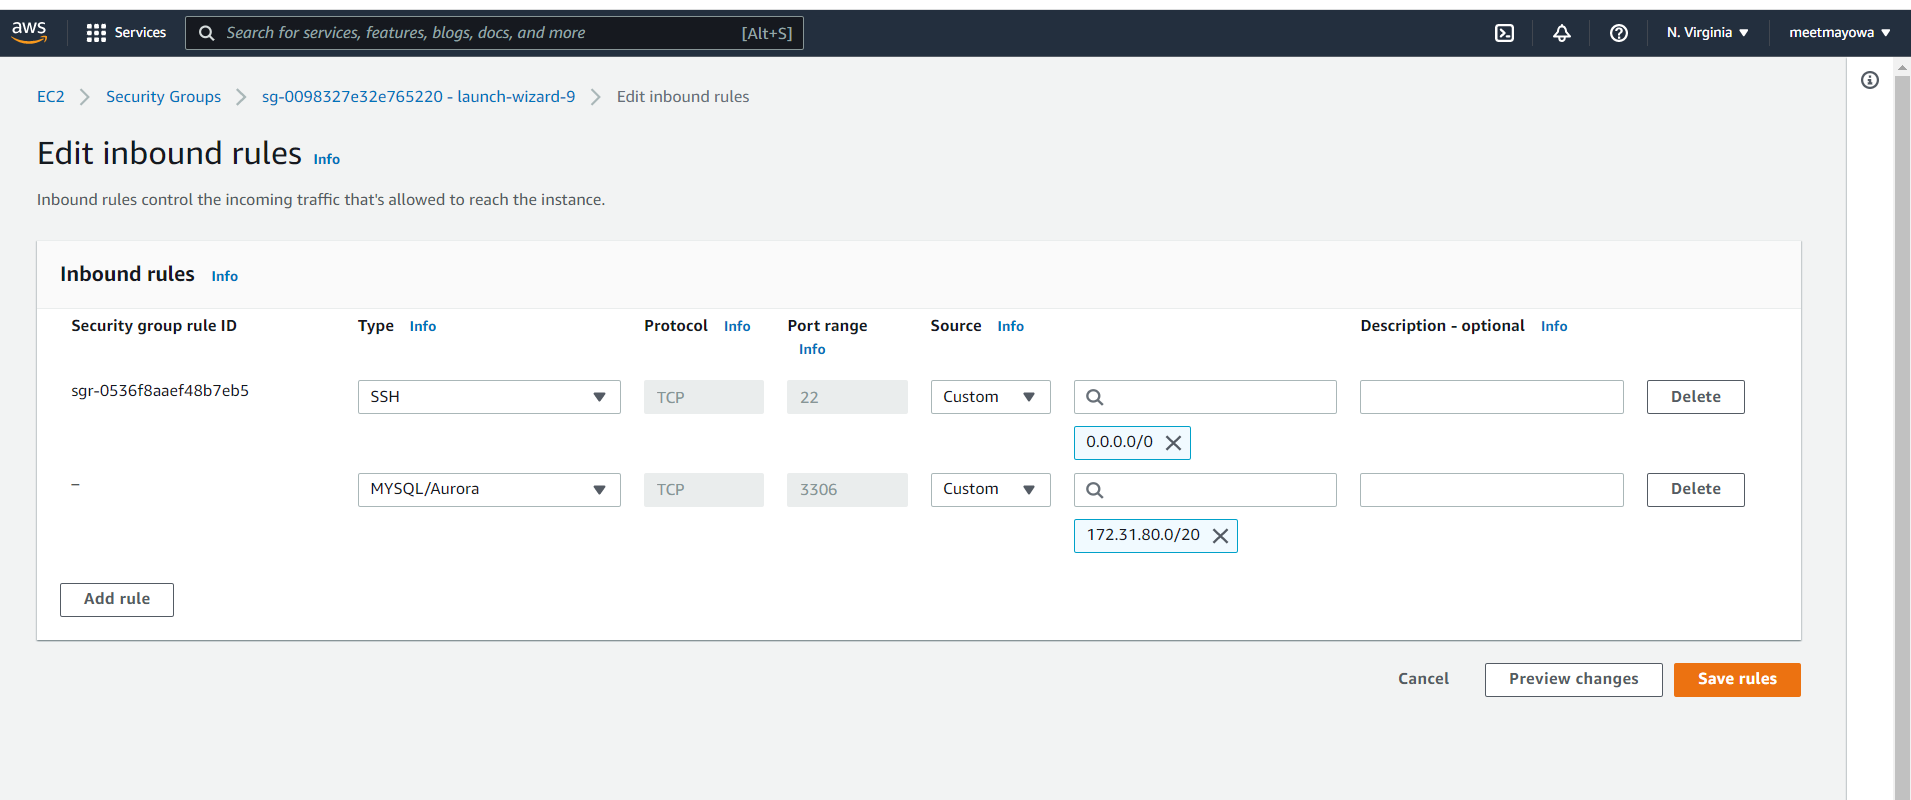 aws Services Search for services, features, blogs, docs, and more [Alt+S] N. Virginia meetmayowa
EC2 Security Groups sg-0098327e32e765220 - launch-wizard-9 Edit inbound rules
Edit inbound rules Info
Inbound rules control the incoming traffic that's allowed to reach the instance.
Inbound rules Info
Security group rule ID Type Info Protocol Info Port range Source Info Description - optional Info
Info
sgr-0536f8aaef48b7eb5 SSH TCP 22 Custom Delete
0.0.0.0/0
– MYSQL/Aurora TCP 3306 Custom Delete
172.31.80.0/20
Add rule
Cancel Preview changes Save rules